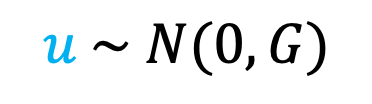 u ~ N(0, G)